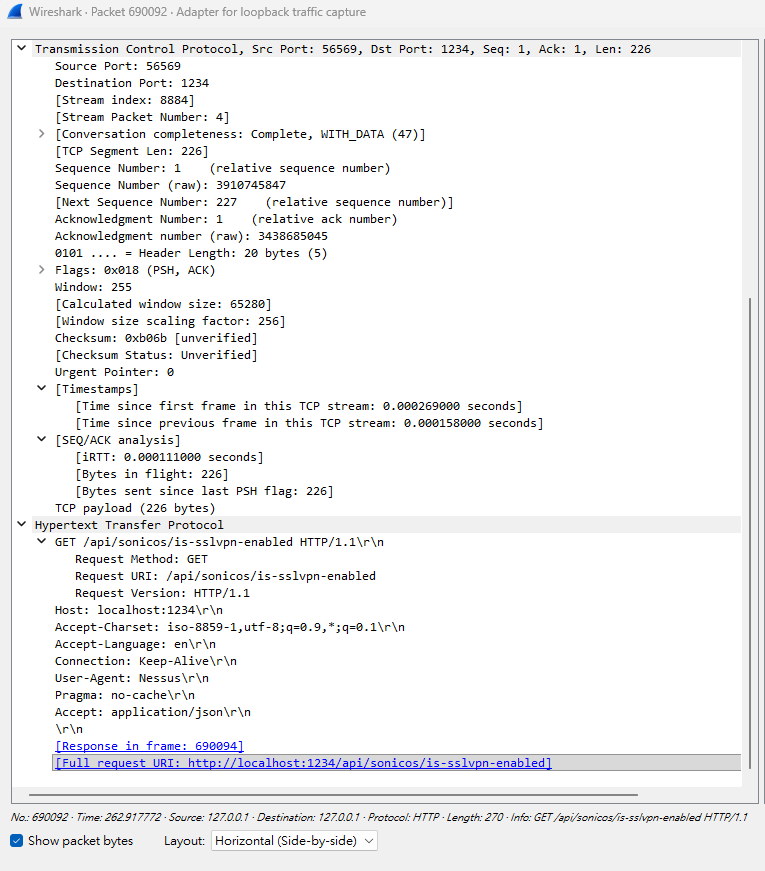 Wireshark · Packet 690092 · Adapter for loopback traffic capture
Transmission Control Protocol, Src Port: 56569, Dst Port: 1234, Seq: 1, Ack: 1, Len: 226
Source Port: 56569
Destination Port: 1234
[Stream index: 8884]
[Stream Packet Number: 4]
[Conversation completeness: Complete, WITH_DATA (47)]
[TCP Segment Len: 226]
Sequence Number: 1    (relative sequence number)
Sequence Number (raw): 3910745847
[Next Sequence Number: 227    (relative sequence number)]
Acknowledgment Number: 1    (relative ack number)
Acknowledgment number (raw): 3438685045
0101 .... = Header Length: 20 bytes (5)
Flags: 0x018 (PSH, ACK)
Window: 255
[Calculated window size: 65280]
[Window size scaling factor: 256]
Checksum: 0xb06b [unverified]
[Checksum Status: Unverified]
Urgent Pointer: 0
[Timestamps]
[Time since first frame in this TCP stream: 0.000269000 seconds]
[Time since previous frame in this TCP stream: 0.000158000 seconds]
[SEQ/ACK analysis]
[iRTT: 0.000111000 seconds]
[Bytes in flight: 226]
[Bytes sent since last PSH flag: 226]
TCP payload (226 bytes)
Hypertext Transfer Protocol
GET /api/sonicos/is-sslvpn-enabled HTTP/1.1\r\n
Request Method: GET
Request URI: /api/sonicos/is-sslvpn-enabled
Request Version: HTTP/1.1
Host: localhost:1234\r\n
Accept-Charset: iso-8859-1,utf-8;q=0.9,*;q=0.1\r\n
Accept-Language: en\r\n
Connection: Keep-Alive\r\n
User-Agent: Nessus\r\n
Pragma: no-cache\r\n
Accept: application/json\r\n
\r\n
[Response in frame: 690094]
[Full request URI: http://localhost:1234/api/sonicos/is-sslvpn-enabled]
No.: 690092 · Time: 262.917772 · Source: 127.0.0.1 · Destination: 127.0.0.1 · Protocol: HTTP · Length: 270 · Info: GET /api/sonicos/is-sslvpn-enabled HTTP/1.1
Show packet bytes Layout: Horizontal (Side-by-side)